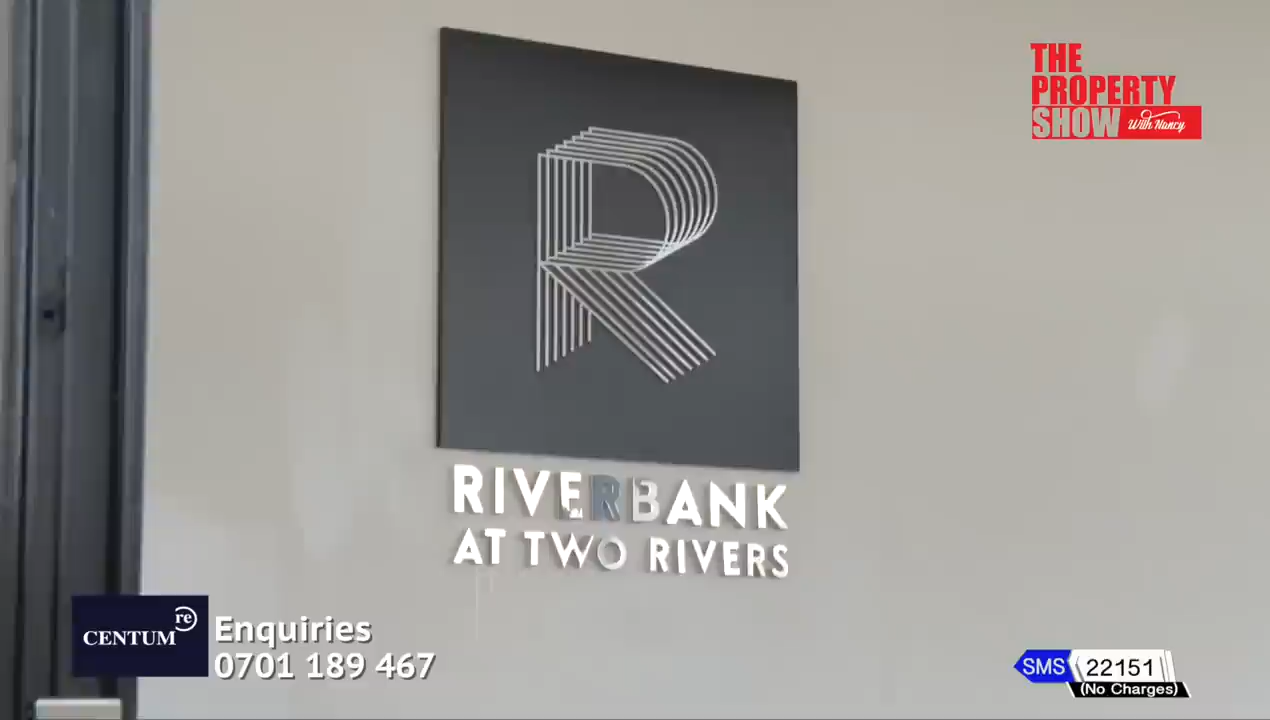 THE
PROPERTY
SHOW With Nancy
R
RIVERBANK
AT TWO RIVERS
CENTUM re
Enquiries
0701 189 467
SMS 22151
(No Charges)